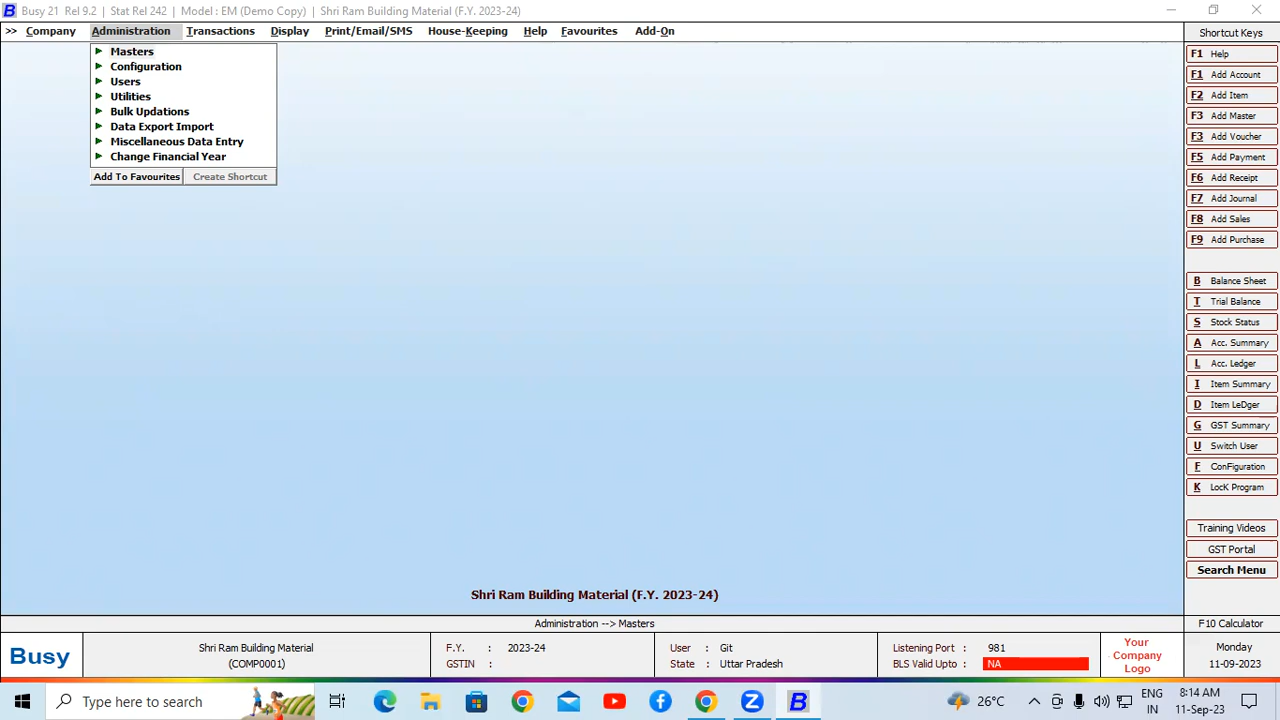 Busy 21 Rel 9.2 | Stat Rel 242 | Model : EM (Demo Copy) | Shri Ram Building Material (F.Y. 2023-24)
>> Company Administration Transactions Display Print/Email/SMS House-Keeping Help Favourites Add-On
Masters
Configuration
Users
Utilities
Bulk Updations
Data Export Import
Miscellaneous Data Entry
Change Financial Year
Add To Favourites Create Shortcut
Shortcut Keys
F1 Help
F1 Add Account
F2 Add Item
F3 Add Master
F3 Add Voucher
F5 Add Payment
F6 Add Receipt
F7 Add Journal
F8 Add Sales
F9 Add Purchase
B Balance Sheet
T Trial Balance
S Stock Status
A Acc. Summary
L Acc. Ledger
I Item Summary
D Item LeDger
G GST Summary
U Switch User
F ConFiguration
K LocK Program
Training Videos
GST Portal
Search Menu
Shri Ram Building Material (F.Y. 2023-24)
Administration --> Masters
F10 Calculator
Busy
Shri Ram Building Material
(COMP0001)
F.Y. : 2023-24
GSTIN :
User : Git
State : Uttar Pradesh
Listening Port : 981
BLS Valid Upto : NA
Your
Company
Logo
Monday
11-09-2023
Type here to search
26°C
ENG
IN
8:14 AM
11-Sep-23